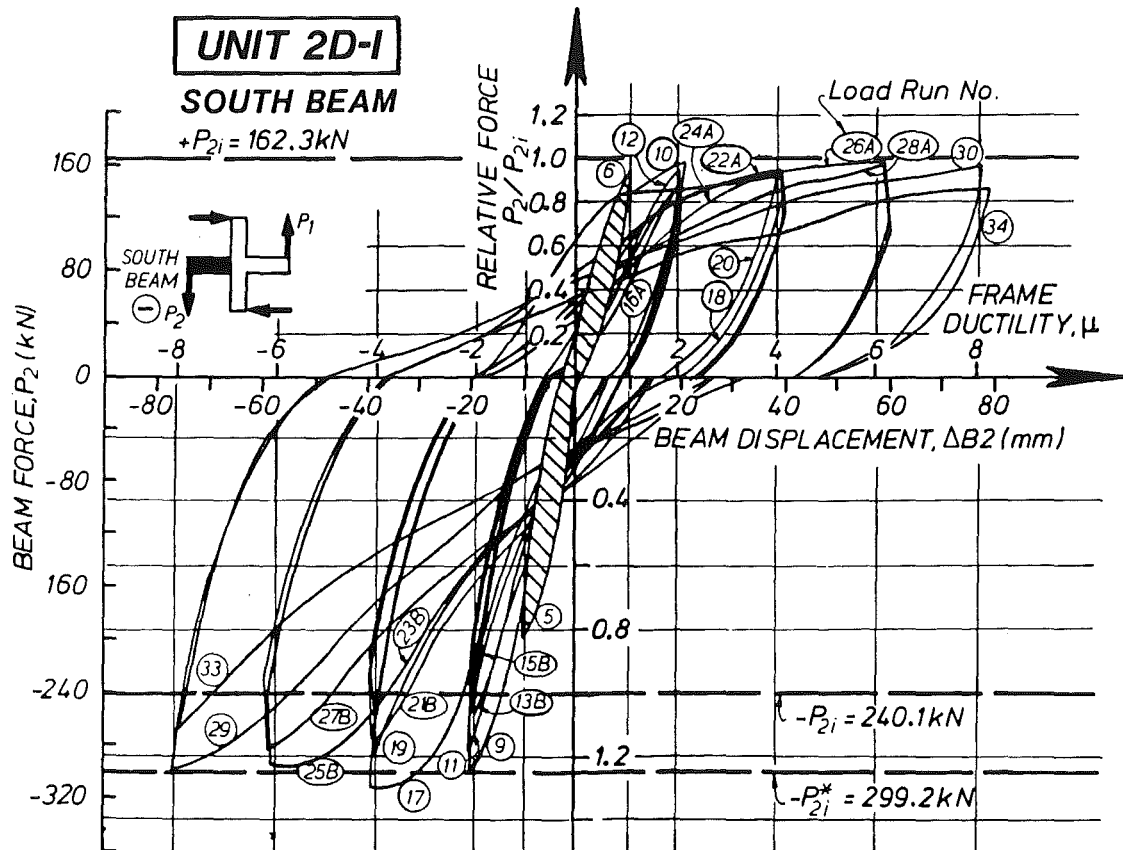 UNIT 2D-I
SOUTH BEAM
+P2i = 162.3kN
RELATIVE FORCE
P2/P2i
Load Run No.
1.2
1.0
0.8
0.6
0.4
0.2
160
80
0
-80
160
-240
-320
BEAM FORCE, P2 (kN)
P1
SOUTH
BEAM
− P2
6
12
24A
10
22A
26A
28A
30
34
20
18
16A
FRAME
DUCTILITY, μ
-8
-6
-4
-2
2
4
6
8
-80
-60
-40
-20
0
20
40
60
80
BEAM DISPLACEMENT, ΔB2 (mm)
0.4
0.8
1.2
5
15B
13B
9
11
17
19
21B
23B
25B
27B
29
33
-P2i = 240.1kN
-P*2i = 299.2kN